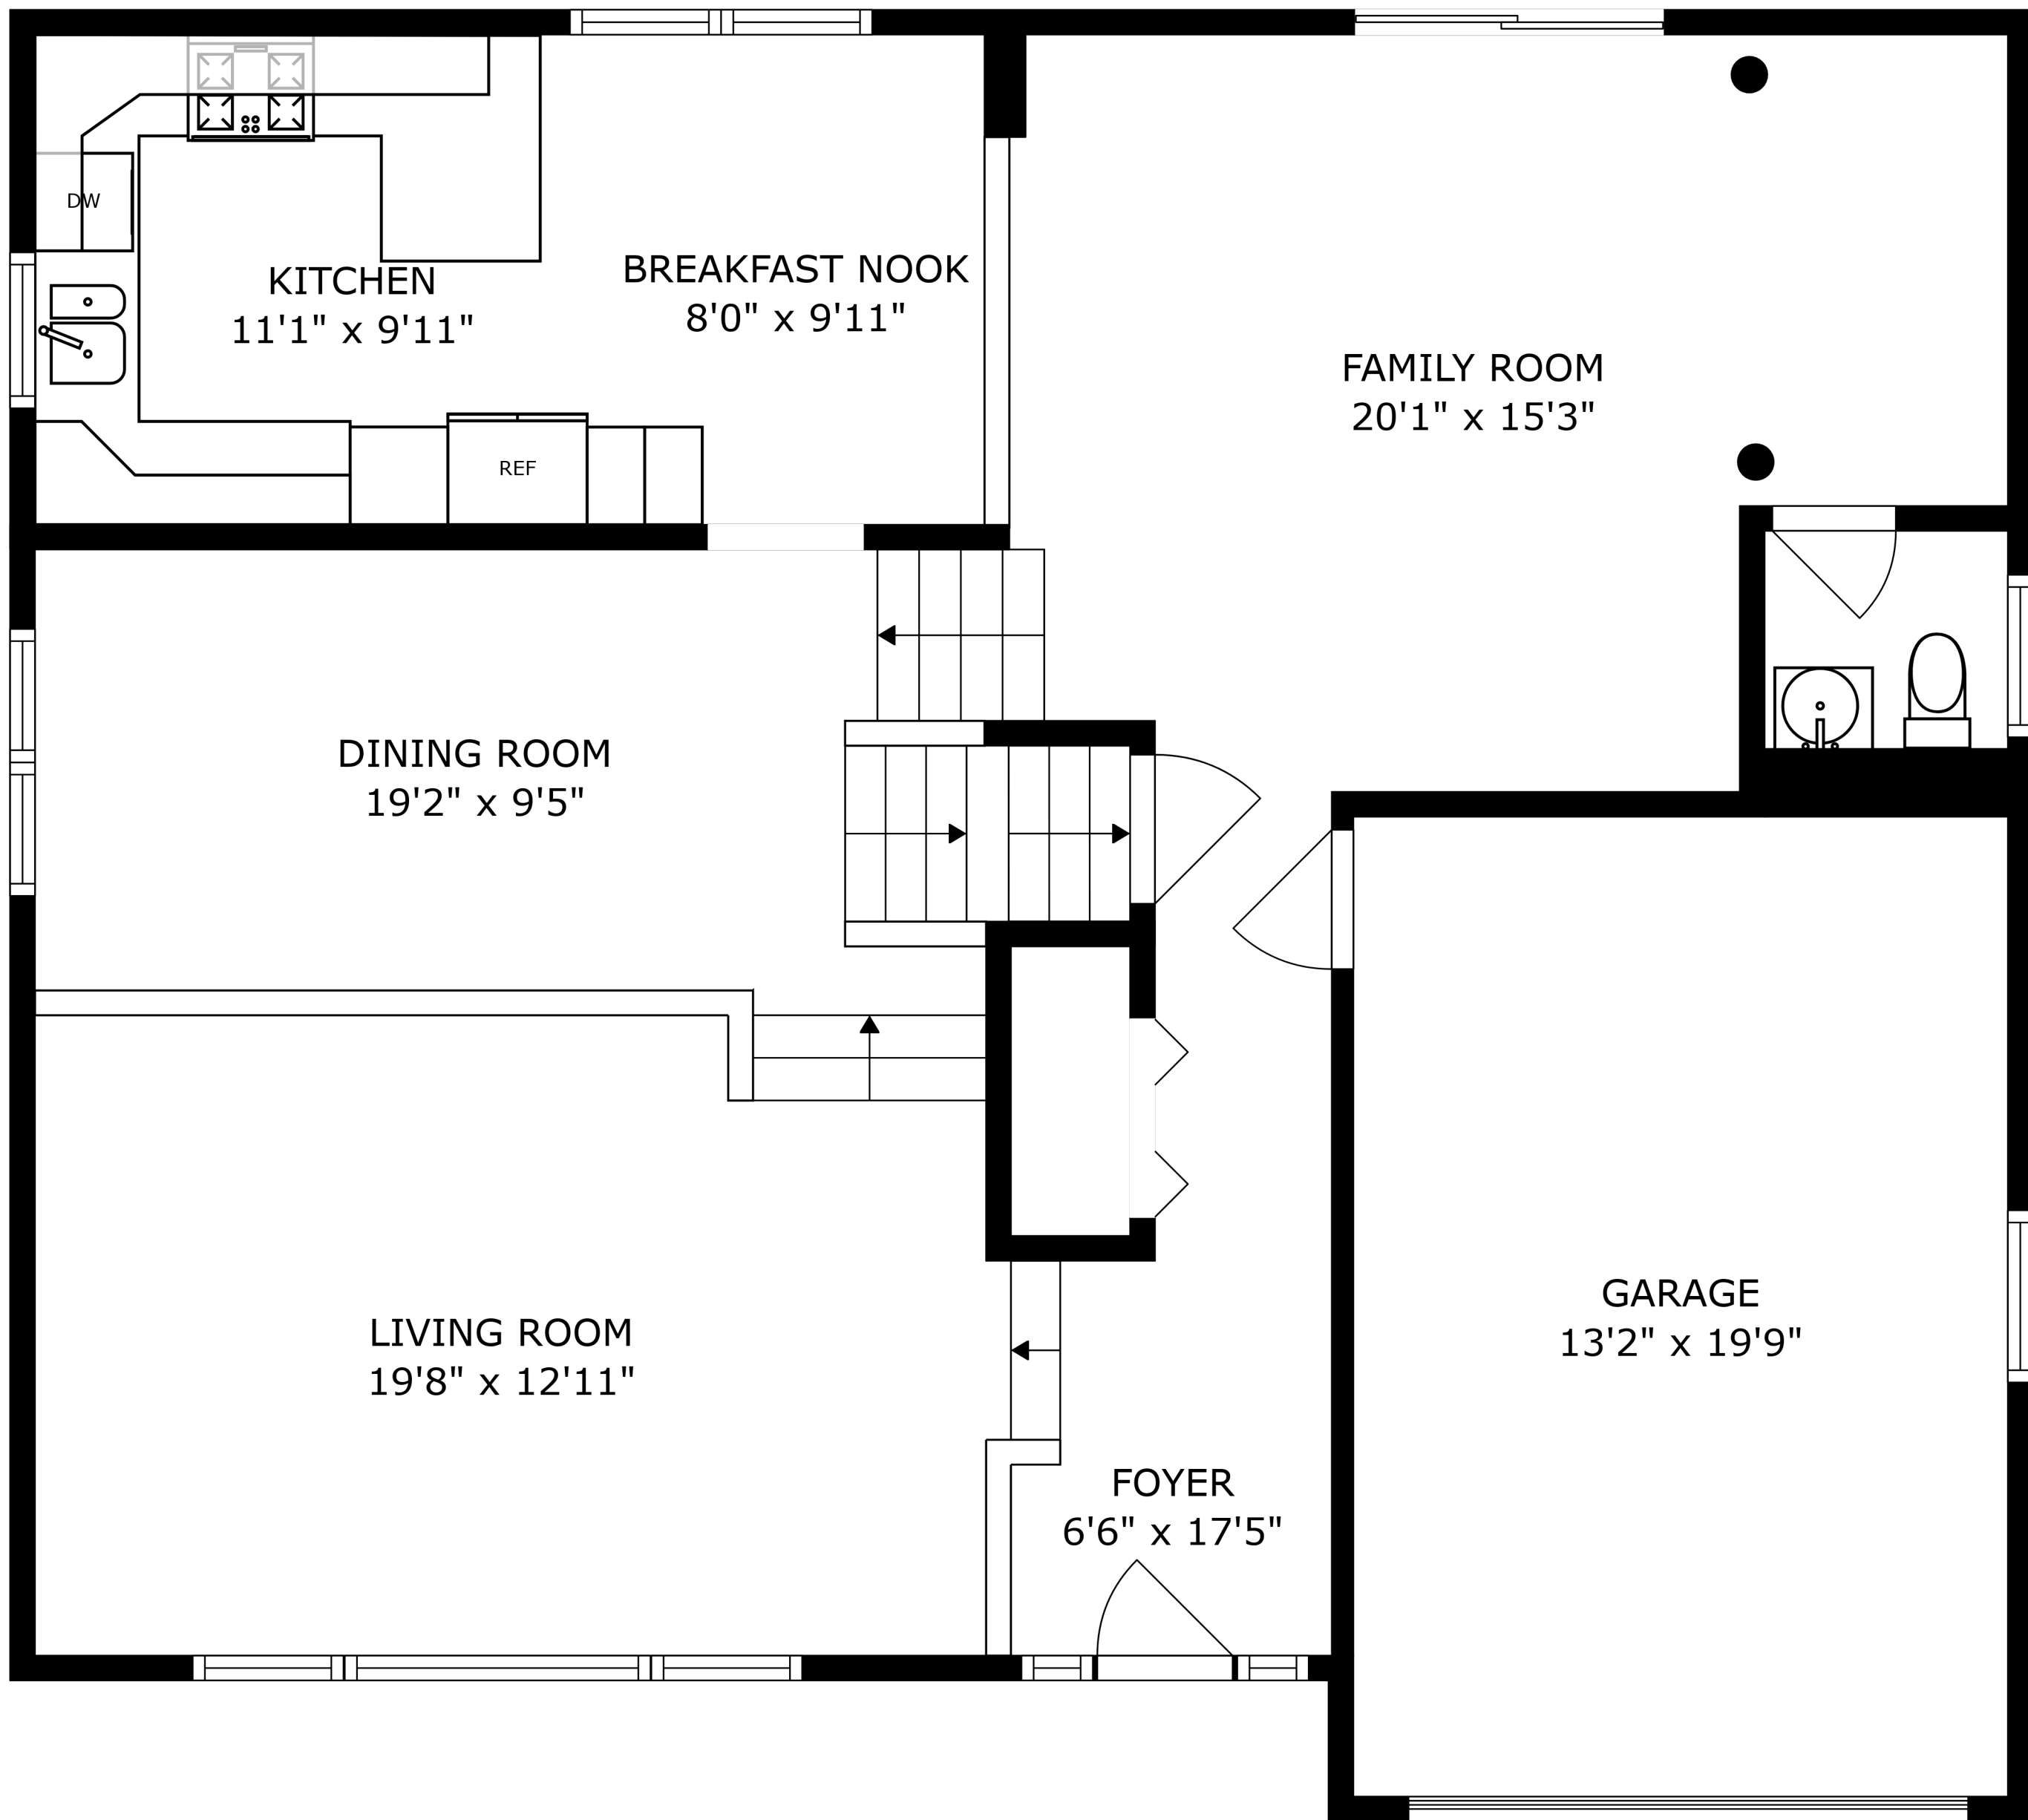 DW
KITCHEN
11'1" x 9'11"
BREAKFAST NOOK
8'0" x 9'11"
FAMILY ROOM
20'1" x 15'3"
REF
DINING ROOM
19'2" x 9'5"
LIVING ROOM
19'8" x 12'11"
GARAGE
13'2" x 19'9"
FOYER
6'6" x 17'5"